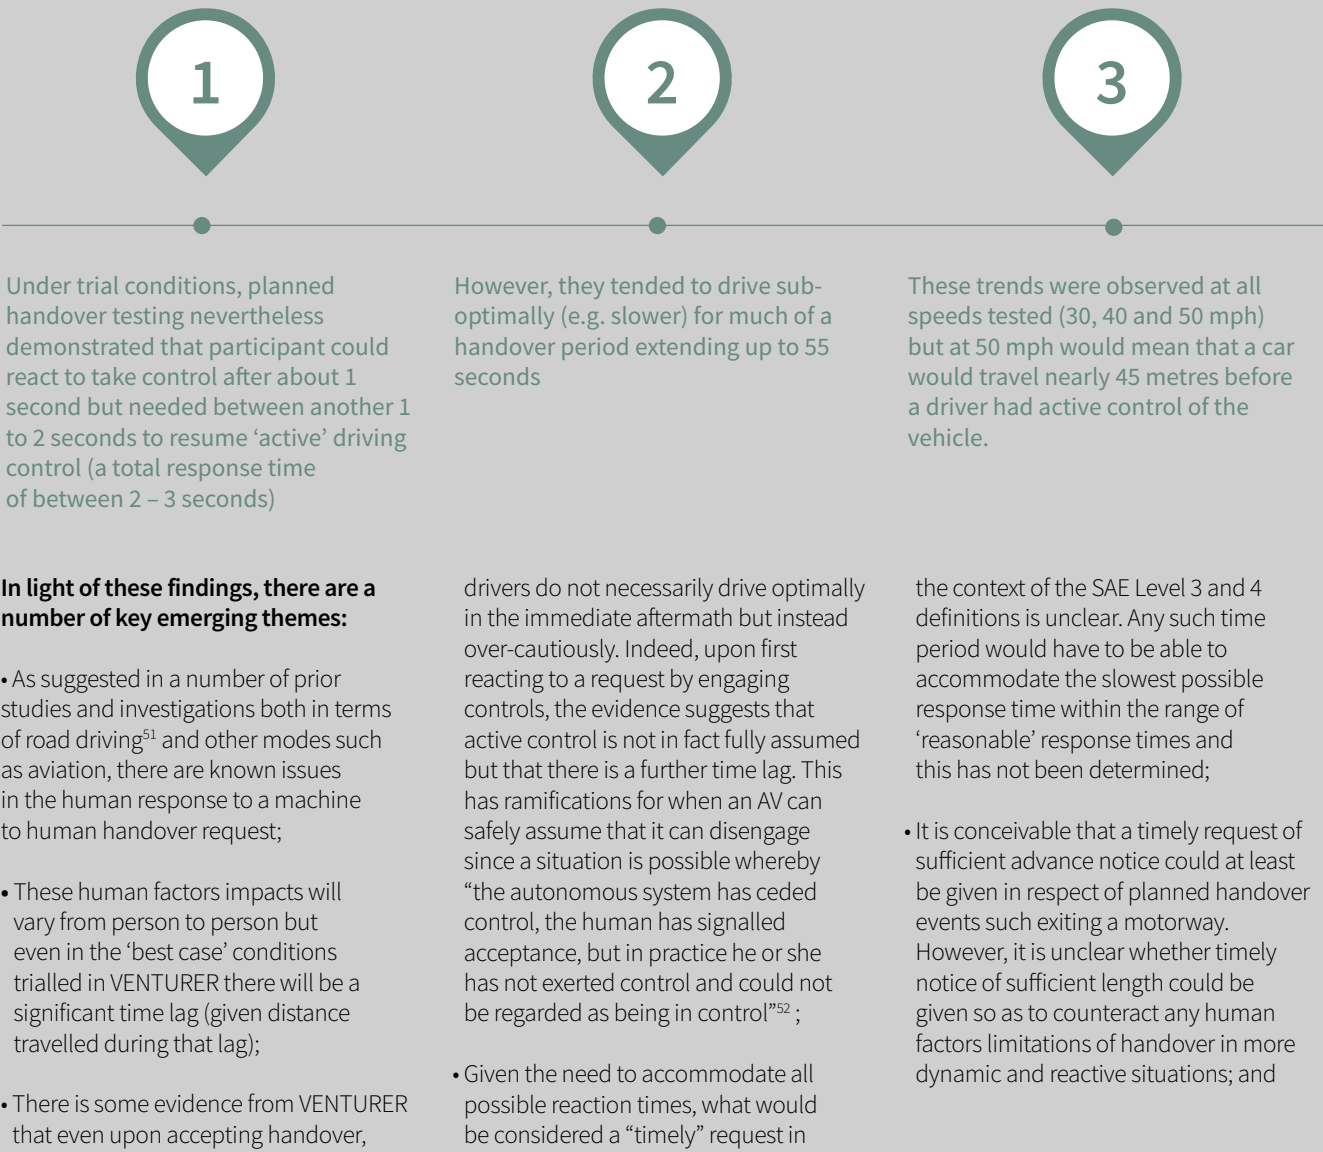 1
2
3
Under trial conditions, planned
handover testing nevertheless
demonstrated that participant could
react to take control after about 1
second but needed between another 1
to 2 seconds to resume ‘active’ driving
control (a total response time
of between 2 – 3 seconds)
However, they tended to drive sub-
optimally (e.g. slower) for much of a
handover period extending up to 55
seconds
These trends were observed at all
speeds tested (30, 40 and 50 mph)
but at 50 mph would mean that a car
would travel nearly 45 metres before
a driver had active control of the
vehicle.
In light of these findings, there are a
number of key emerging themes:
• As suggested in a number of prior
studies and investigations both in terms
of road driving51 and other modes such
as aviation, there are known issues
in the human response to a machine
to human handover request;
• These human factors impacts will
vary from person to person but
even in the ‘best case’ conditions
trialled in VENTURER there will be a
significant time lag (given distance
travelled during that lag);
• There is some evidence from VENTURER
that even upon accepting handover,
drivers do not necessarily drive optimally
in the immediate aftermath but instead
over-cautiously. Indeed, upon first
reacting to a request by engaging
controls, the evidence suggests that
active control is not in fact fully assumed
but that there is a further time lag. This
has ramifications for when an AV can
safely assume that it can disengage
since a situation is possible whereby
“the autonomous system has ceded
control, the human has signalled
acceptance, but in practice he or she
has not exerted control and could not
be regarded as being in control”52 ;
• Given the need to accommodate all
possible reaction times, what would
be considered a “timely” request in
the context of the SAE Level 3 and 4
definitions is unclear. Any such time
period would have to be able to
accommodate the slowest possible
response time within the range of
‘reasonable’ response times and
this has not been determined;
• It is conceivable that a timely request of
sufficient advance notice could at least
be given in respect of planned handover
events such exiting a motorway.
However, it is unclear whether timely
notice of sufficient length could be
given so as to counteract any human
factors limitations of handover in more
dynamic and reactive situations; and